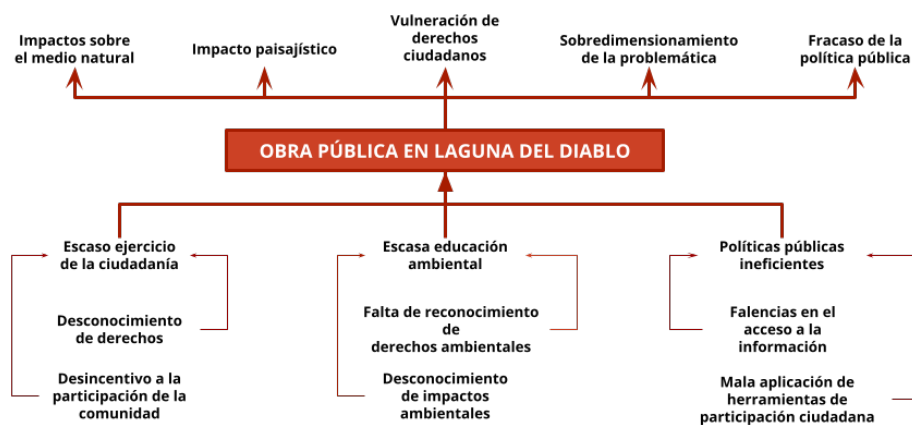 Impactos sobre
el medio natural
Impacto paisajístico
Vulneración de
derechos
ciudadanos
Sobredimensionamiento
de la problemática
Fracaso de la
política pública
OBRA PÚBLICA EN LAGUNA DEL DIABLO
Escaso ejercicio
de la ciudadanía
Escasa educación
ambiental
Políticas públicas
ineficientes
Desconocimiento
de derechos
Falta de reconocimiento
de
derechos ambientales
Falencias en el
acceso a la
información
Desincentivo a la
participación de la
comunidad
Desconocimiento
de impactos
ambientales
Mala aplicación de
herramientas de
participación ciudadana